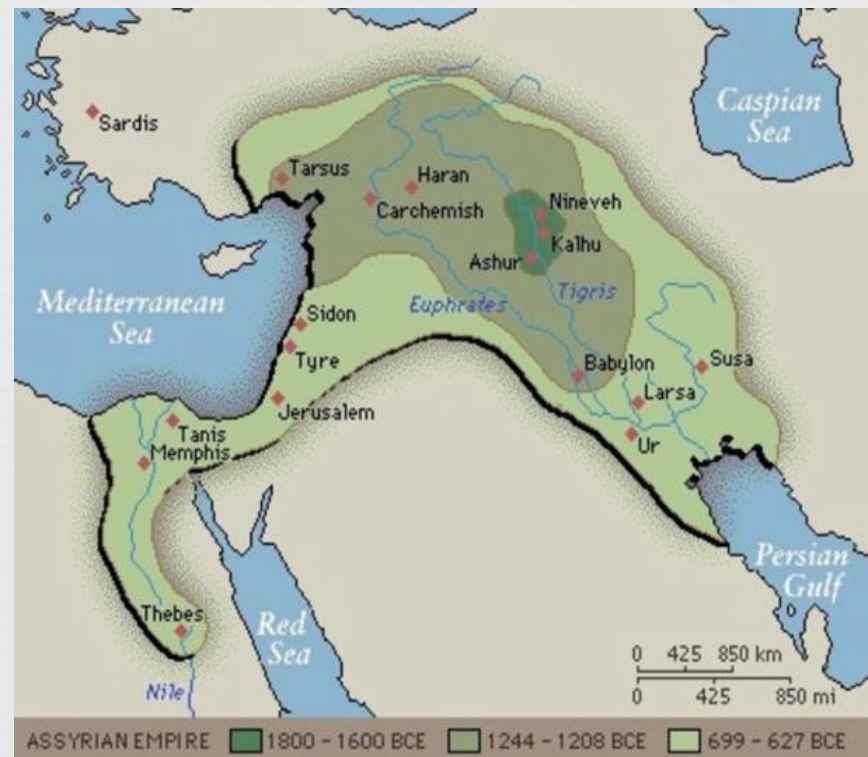 Caspian
Sea
Sardis
Tarsus
Haran
Carchemish
Nineveh
Kalhu
Ashur
Mediterranean
Sea
Euphrates
Tigris
Sidon
Tyre
Babylon
Susa
Larsa
Jerusalem
Ur
Tanis
Memphis
Persian
Gulf
Thebes
Red
Sea
Nile
0 425 850 km
0 425 850 mi
ASSYRIAN EMPIRE 1800 - 1600 BCE 1244 - 1208 BCE 699 - 627 BCE